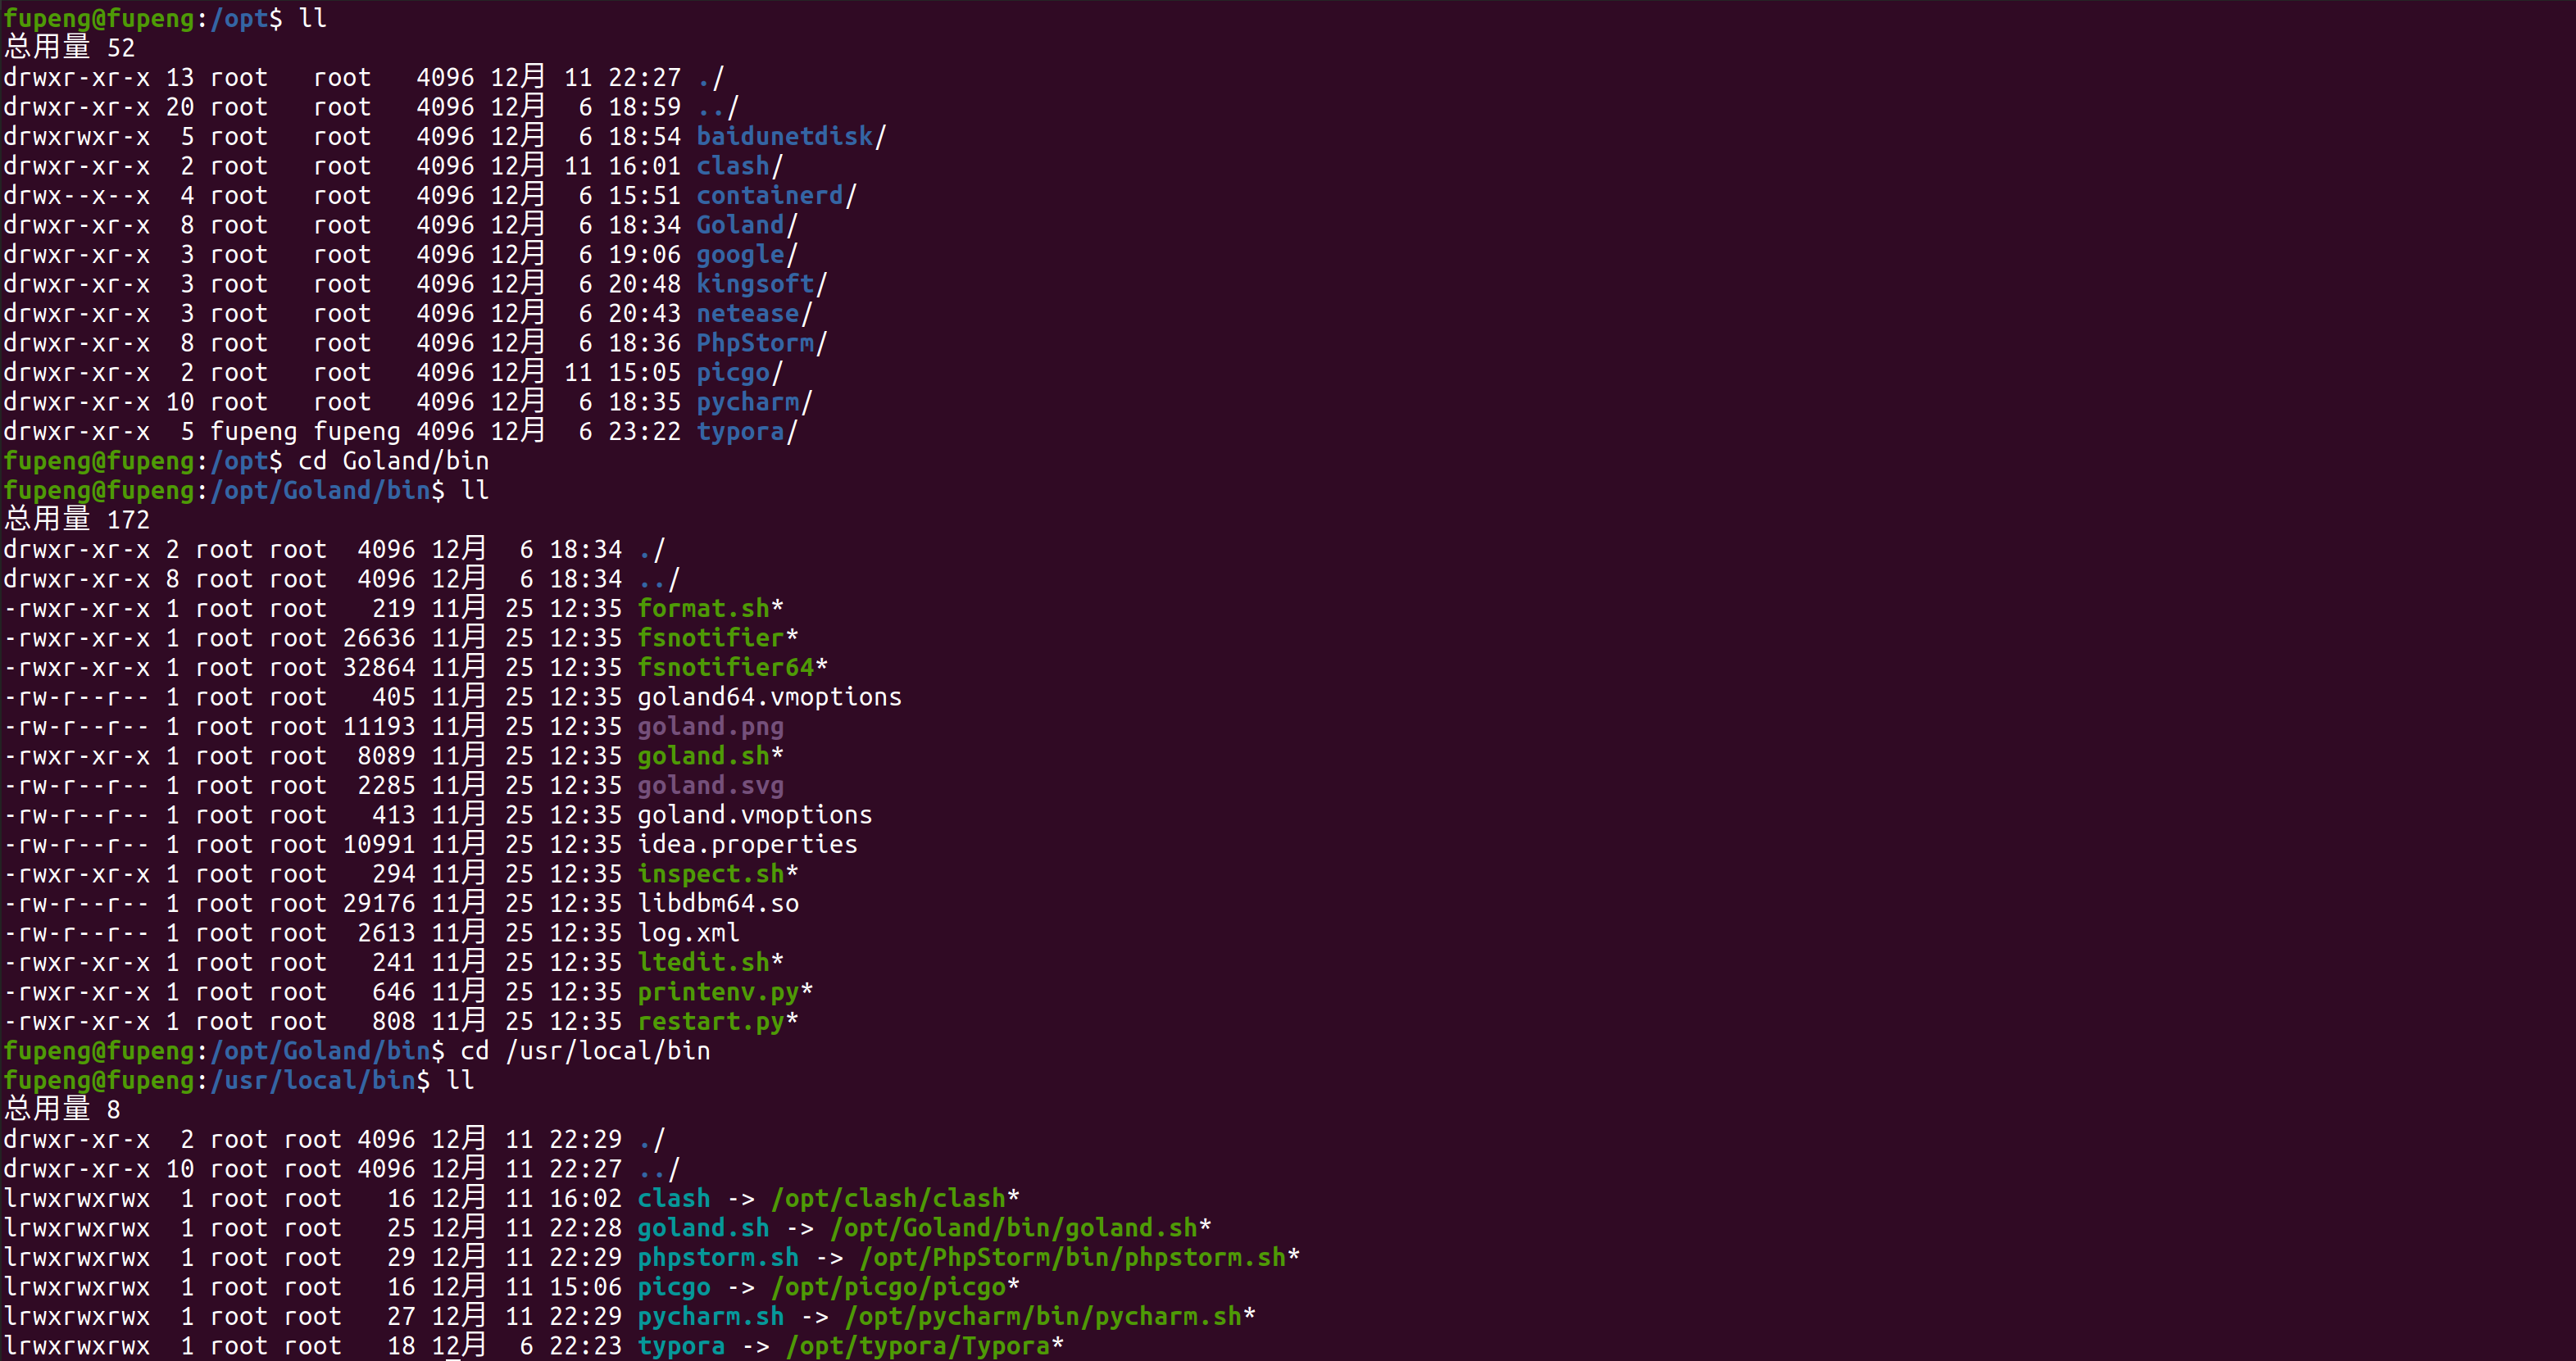 fupeng@fupeng:/opt$ ll
总用量 52
drwxr-xr-x 13 root   root   4096 12月 11 22:27 ./
drwxr-xr-x 20 root   root   4096 12月  6 18:59 ../
drwxrwxr-x  5 root   root   4096 12月  6 18:54 baidunetdisk/
drwxr-xr-x  2 root   root   4096 12月 11 16:01 clash/
drwx--x--x  4 root   root   4096 12月  6 15:51 containerd/
drwxr-xr-x  8 root   root   4096 12月  6 18:34 Goland/
drwxr-xr-x  3 root   root   4096 12月  6 19:06 google/
drwxr-xr-x  3 root   root   4096 12月  6 20:48 kingsoft/
drwxr-xr-x  3 root   root   4096 12月  6 20:43 netease/
drwxr-xr-x  8 root   root   4096 12月  6 18:36 PhpStorm/
drwxr-xr-x  2 root   root   4096 12月 11 15:05 picgo/
drwxr-xr-x 10 root   root   4096 12月  6 18:35 pycharm/
drwxr-xr-x  5 fupeng fupeng 4096 12月  6 23:22 typora/
fupeng@fupeng:/opt$ cd Goland/bin
fupeng@fupeng:/opt/Goland/bin$ ll
总用量 172
drwxr-xr-x 2 root root  4096 12月  6 18:34 ./
drwxr-xr-x 8 root root  4096 12月  6 18:34 ../
-rwxr-xr-x 1 root root   219 11月 25 12:35 format.sh*
-rwxr-xr-x 1 root root 26636 11月 25 12:35 fsnotifier*
-rwxr-xr-x 1 root root 32864 11月 25 12:35 fsnotifier64*
-rw-r--r-- 1 root root   405 11月 25 12:35 goland64.vmoptions
-rw-r--r-- 1 root root 11193 11月 25 12:35 goland.png
-rwxr-xr-x 1 root root  8089 11月 25 12:35 goland.sh*
-rw-r--r-- 1 root root  2285 11月 25 12:35 goland.svg
-rw-r--r-- 1 root root   413 11月 25 12:35 goland.vmoptions
-rw-r--r-- 1 root root 10991 11月 25 12:35 idea.properties
-rwxr-xr-x 1 root root   294 11月 25 12:35 inspect.sh*
-rw-r--r-- 1 root root 29176 11月 25 12:35 libdbm64.so
-rw-r--r-- 1 root root  2613 11月 25 12:35 log.xml
-rwxr-xr-x 1 root root   241 11月 25 12:35 ltedit.sh*
-rwxr-xr-x 1 root root   646 11月 25 12:35 printenv.py*
-rwxr-xr-x 1 root root   808 11月 25 12:35 restart.py*
fupeng@fupeng:/opt/Goland/bin$ cd /usr/local/bin
fupeng@fupeng:/usr/local/bin$ ll
总用量 8
drwxr-xr-x  2 root root 4096 12月 11 22:29 ./
drwxr-xr-x 10 root root 4096 12月 11 22:27 ../
lrwxrwxrwx  1 root root   16 12月 11 16:02 clash -> /opt/clash/clash*
lrwxrwxrwx  1 root root   25 12月 11 22:28 goland.sh -> /opt/Goland/bin/goland.sh*
lrwxrwxrwx  1 root root   29 12月 11 22:29 phpstorm.sh -> /opt/PhpStorm/bin/phpstorm.sh*
lrwxrwxrwx  1 root root   16 12月 11 15:06 picgo -> /opt/picgo/picgo*
lrwxrwxrwx  1 root root   27 12月 11 22:29 pycharm.sh -> /opt/pycharm/bin/pycharm.sh*
lrwxrwxrwx  1 root root   18 12月  6 22:23 typora -> /opt/typora/Typora*